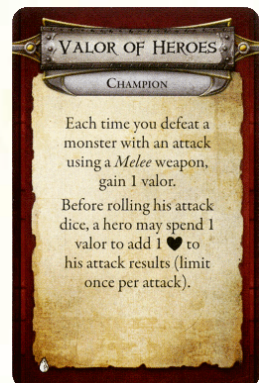 VALOR OF HEROES
CHAMPION
Each time you defeat a
monster with an attack
using a Melee weapon,
gain 1 valor.
Before rolling his attack
dice, a hero may spend 1
valor to add 1 ♥ to
his attack results (limit
once per attack).